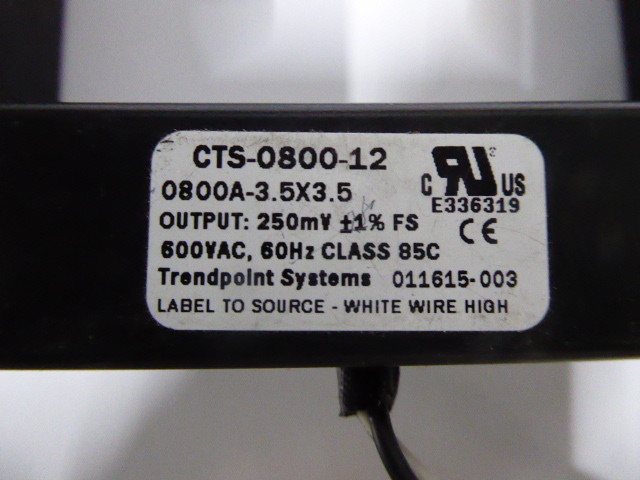 CTS-0800-12
0800A-3.5X3.5
OUTPUT: 250mV ±1% FS
600VAC, 60Hz CLASS 85C
Trendpoint Systems 011615-003
LABEL TO SOURCE - WHITE WIRE HIGH
C RU US
E336319
CE